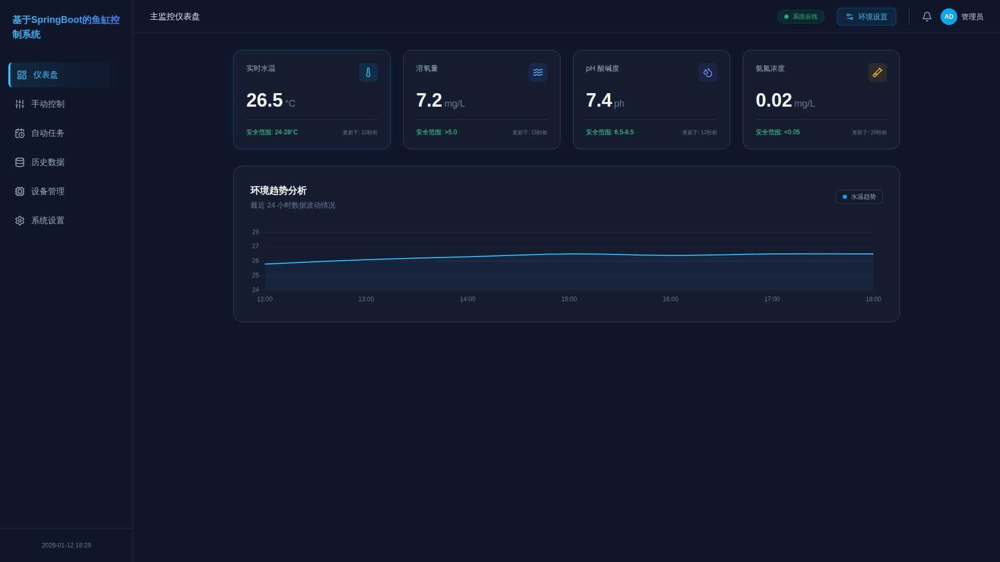 基于SpringBoot的鱼缸控
制系统
仪表盘
手动控制
自动任务
历史数据
设备管理
系统设置
2026-01-12 18:29
主监控仪表盘
系统在线
环境设置
AD
管理员
实时水温
26.5 °C
安全范围: 24-28°C
更新于: 10秒前
溶氧量
7.2 mg/L
安全范围: >5.0
更新于: 15秒前
pH 酸碱度
7.4 ph
安全范围: 6.5-8.5
更新于: 12秒前
氨氮浓度
0.02 mg/L
安全范围: <0.05
更新于: 20秒前
环境趋势分析
最近 24 小时数据波动情况
水温趋势
28
27
26
25
24
12:00 13:00 14:00 15:00 16:00 17:00 18:00